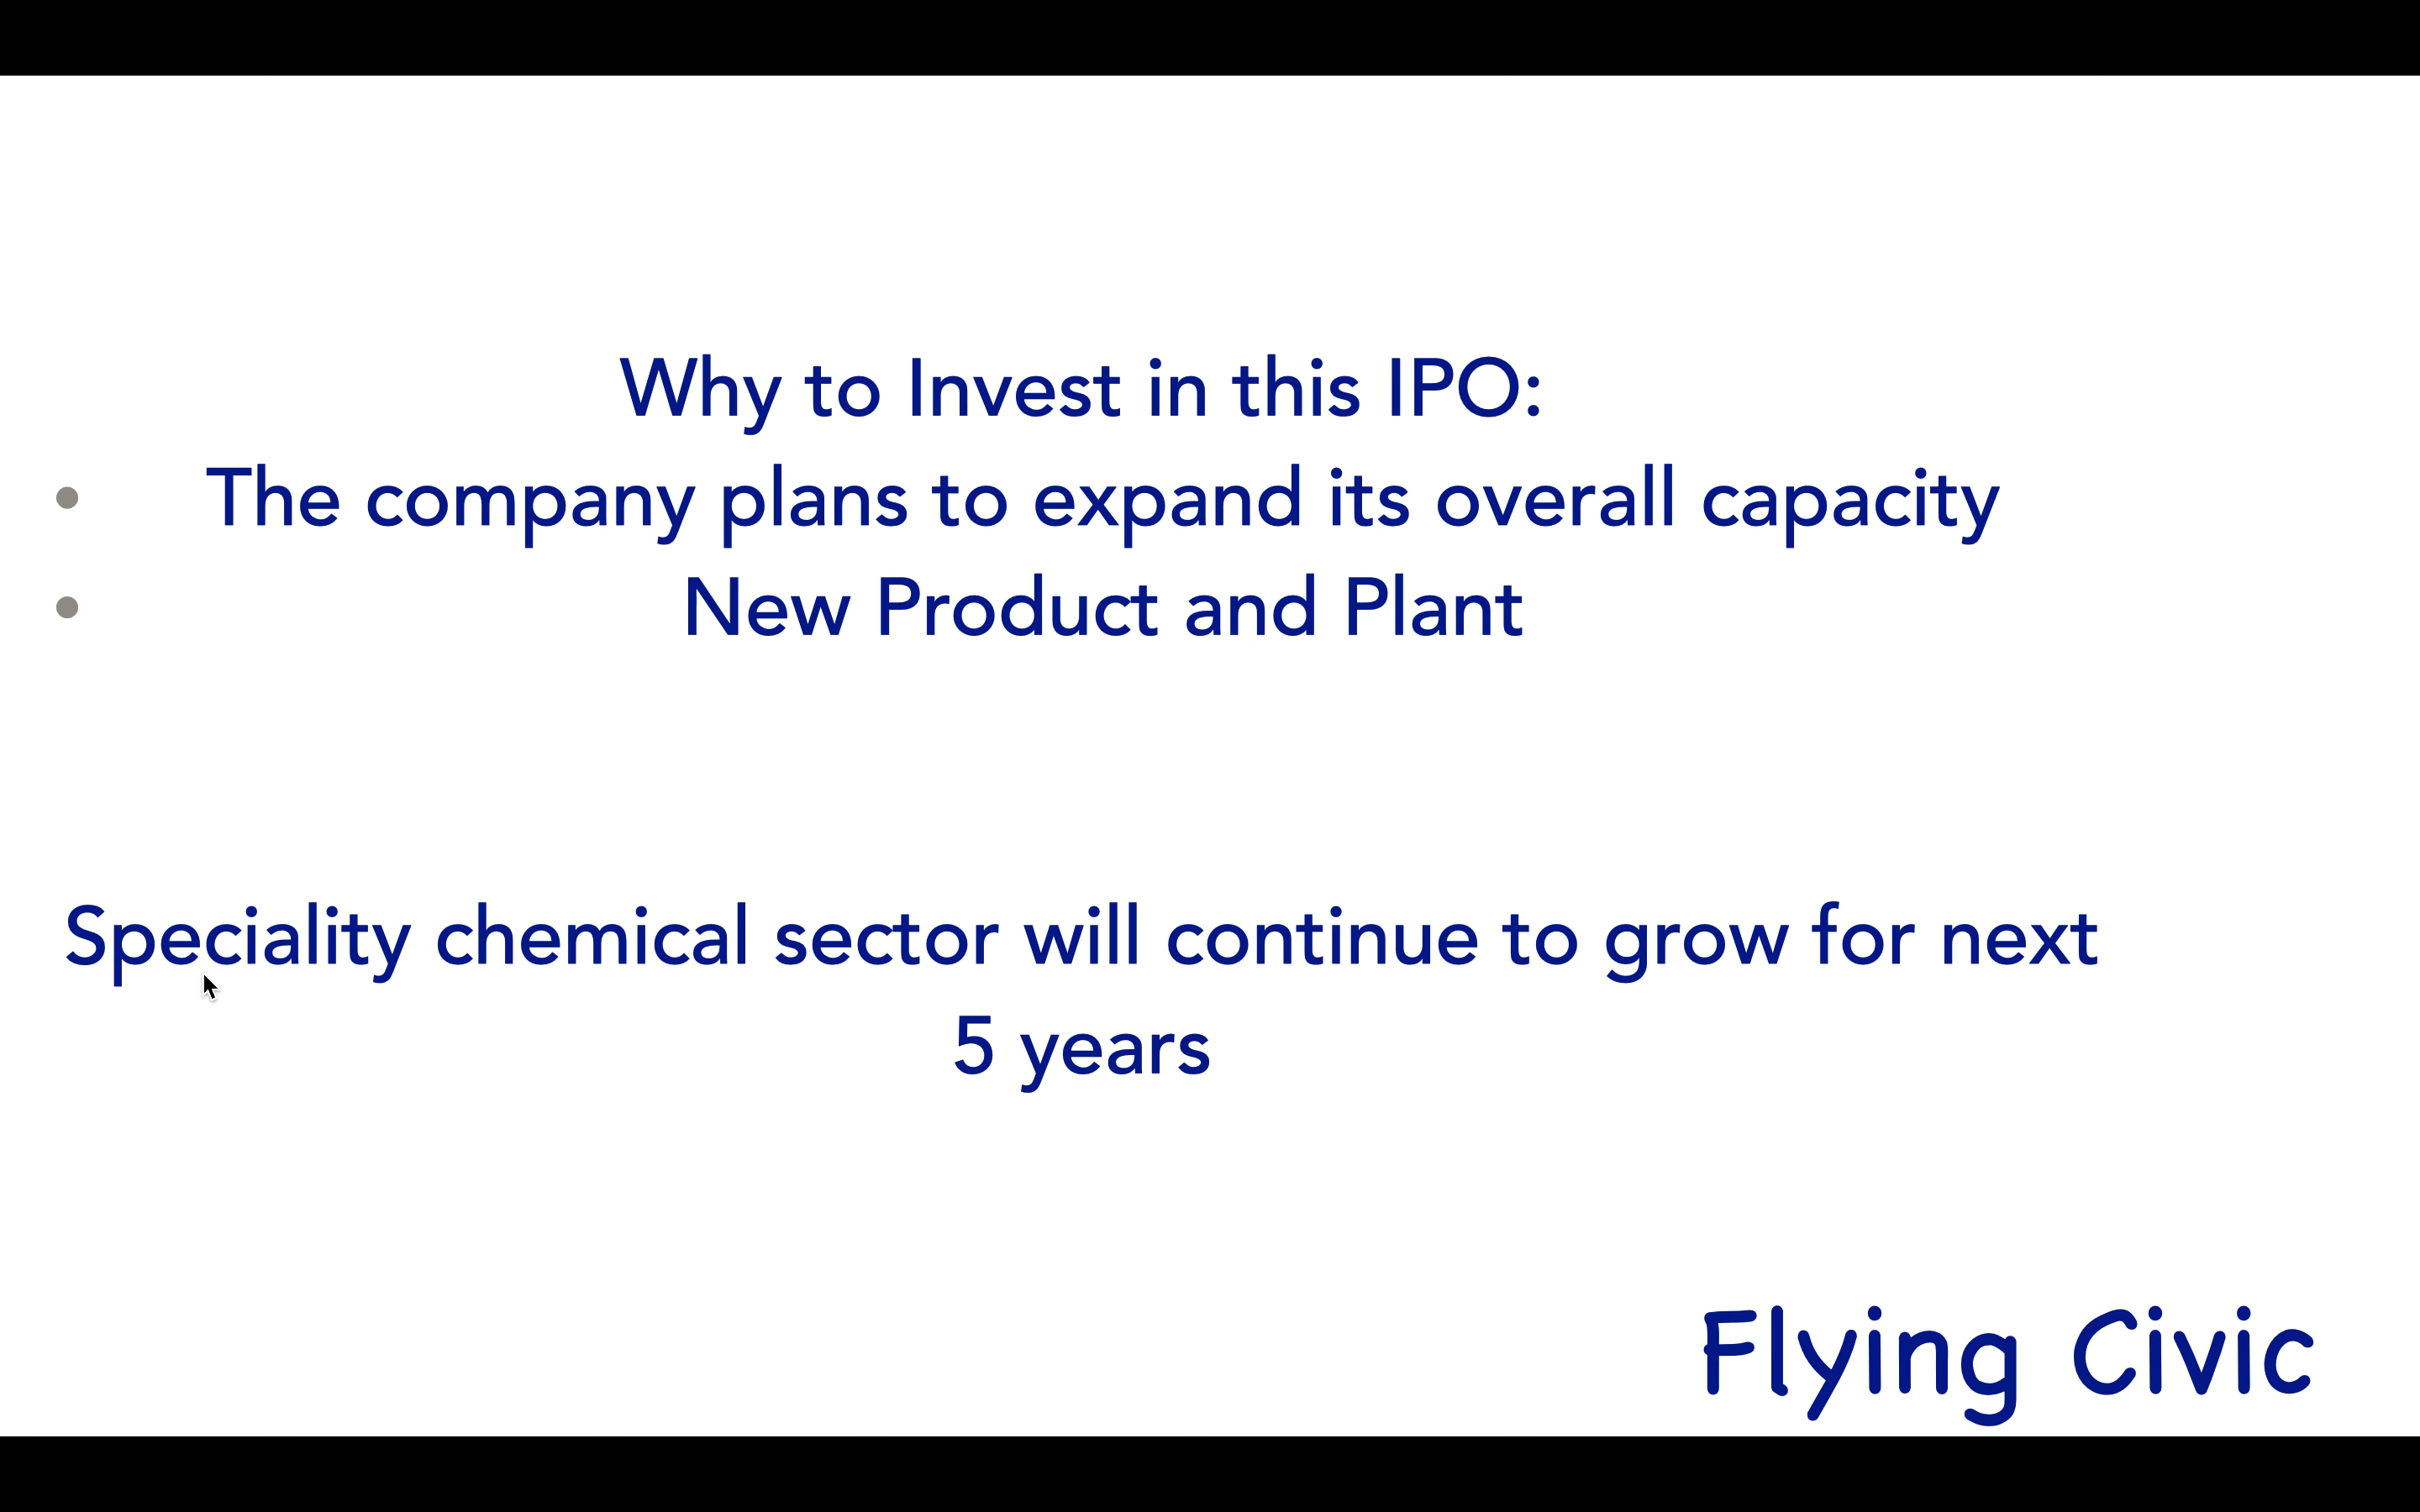 Why to Invest in this IPO:
• The company plans to expand its overall capacity
• New Product and Plant
Speciality chemical sector will continue to grow for next
5 years
Flying Civic